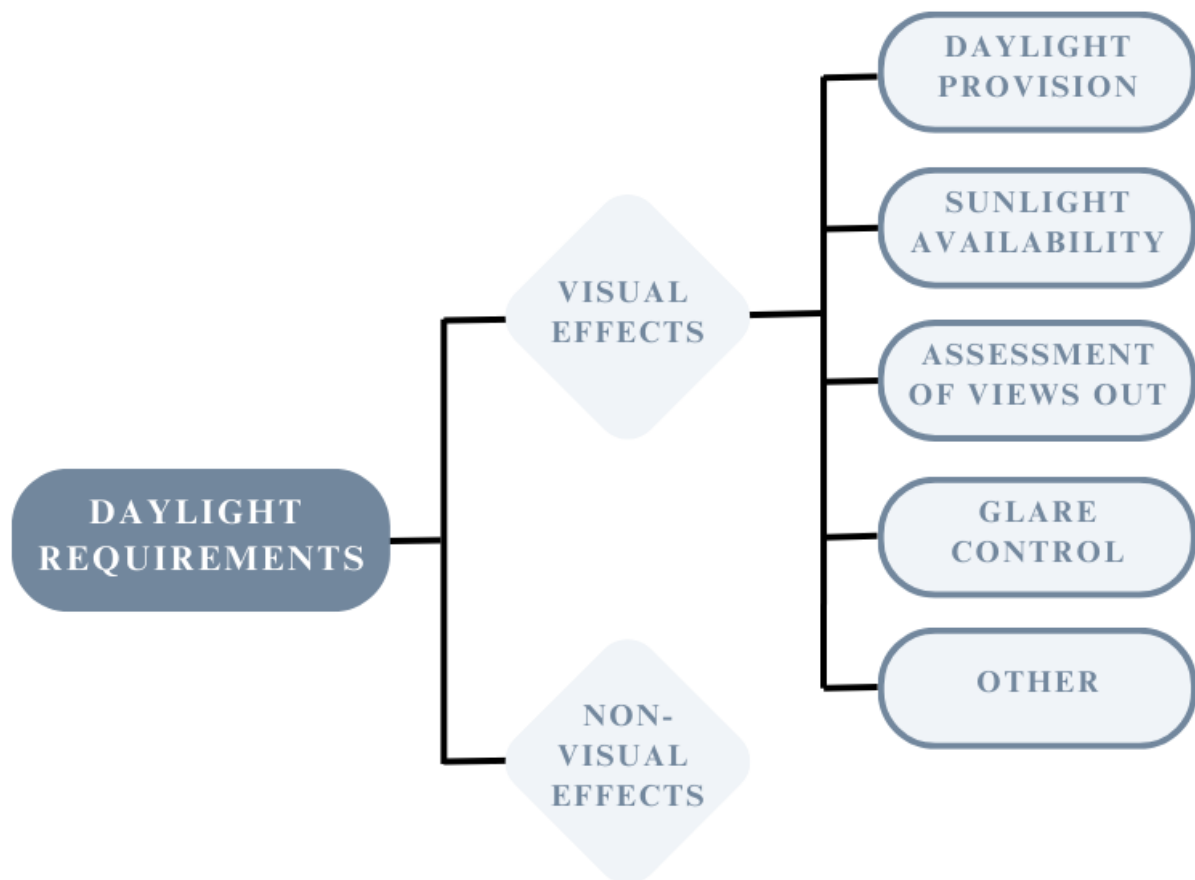 DAYLIGHT
REQUIREMENTS
VISUAL
EFFECTS
NON-
VISUAL
EFFECTS
DAYLIGHT
PROVISION
SUNLIGHT
AVAILABILITY
ASSESSMENT
OF VIEWS OUT
GLARE
CONTROL
OTHER